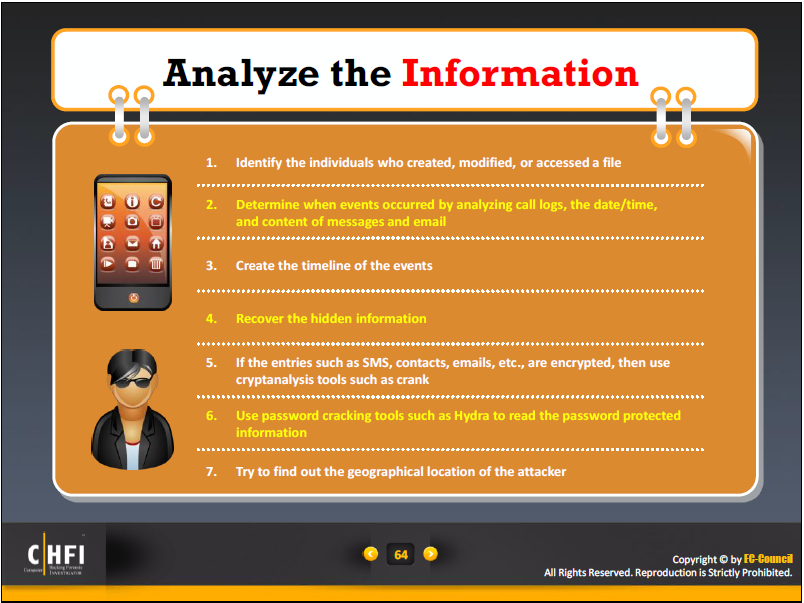 Analyze the Information
1. Identify the individuals who created, modified, or accessed a file
2. Determine when events occurred by analyzing call logs, the date/time,
and content of messages and email
3. Create the timeline of the events
4. Recover the hidden information
5. If the entries such as SMS, contacts, emails, etc., are encrypted, then use
cryptanalysis tools such as crank
6. Use password cracking tools such as Hydra to read the password protected
information
7. Try to find out the geographical location of the attacker
CHFI
Computer Hacking Forensic
INVESTIGATOR
64
Copyright © by EC-Council
All Rights Reserved. Reproduction is Strictly Prohibited.